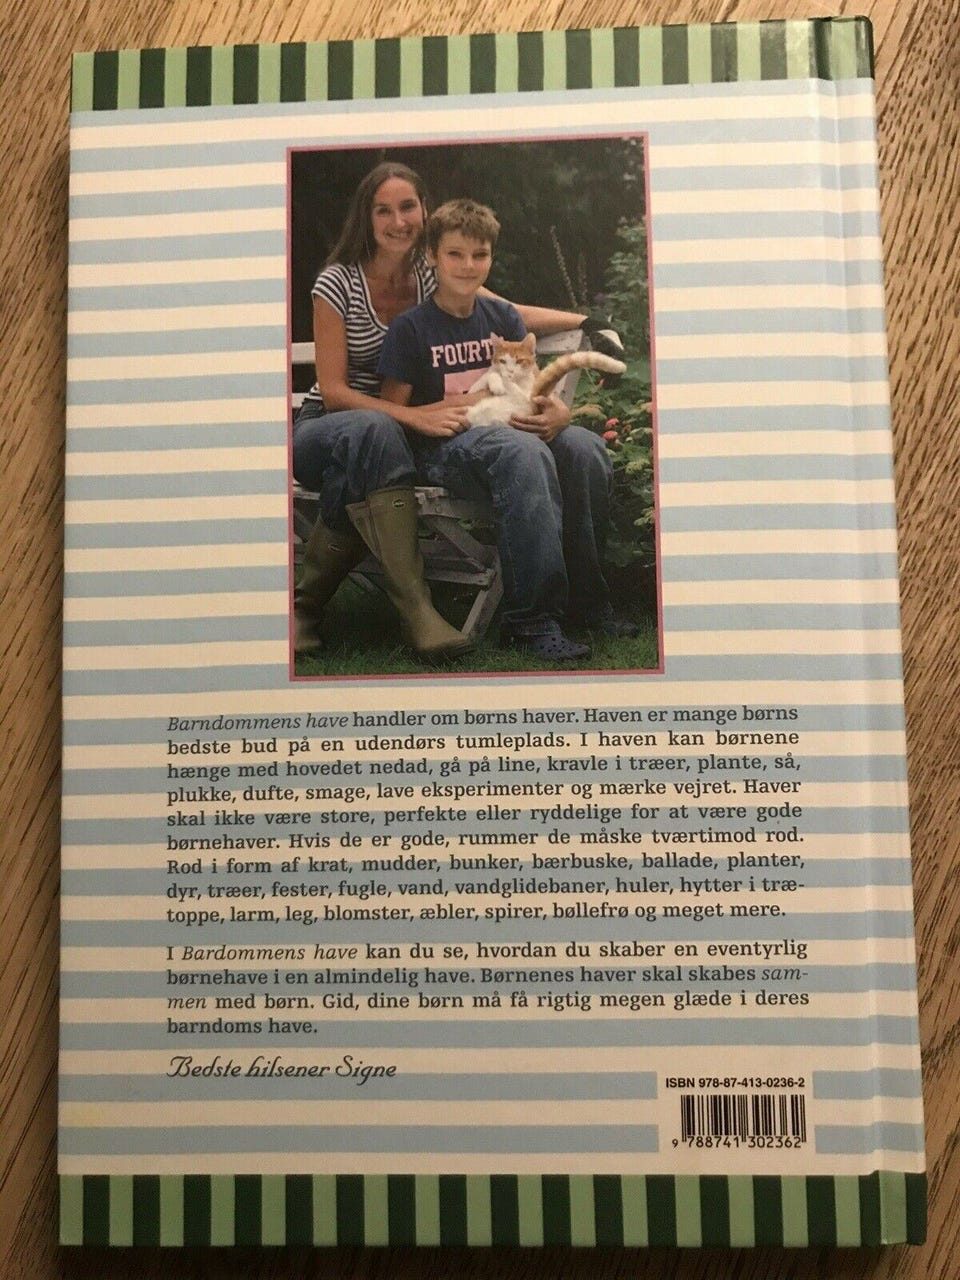 FOURT
Barndommens have handler om børns haver. Haven er mange børns
bedste bud på en udendørs tumleplads. I haven kan børnene
hænge med hovedet nedad, gå på line, kravle i træer, plante, så,
plukke, dufte, smage, lave eksperimenter og mærke vejret. Haver
skal ikke være store, perfekte eller ryddelige for at være gode
børnehaver. Hvis de er gode, rummer de måske tværtimod rod.
Rod i form af krat, mudder, bunker, bærbuske, ballade, planter,
dyr, træer, fester, fugle, vand, vandglidebaner, huler, hytter i træ-
toppe, larm, leg, blomster, æbler, spirer, bøllefrø og meget mere.
I Bardommens have kan du se, hvordan du skaber en eventyrlig
børnehave i en almindelig have. Børnenes haver skal skabes sam-
men med børn. Gid, dine børn må få rigtig megen glæde i deres
barndoms have.
Bedste hilsener Signe
ISBN 978-87-413-0236-2
9 788741 302362